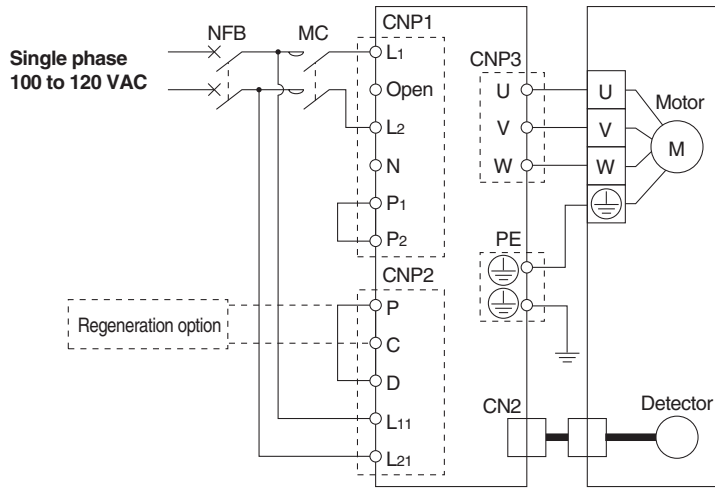 CNP1
NFB
MC
Single phase
100 to 120 VAC
L1
Open
L2
N
P1
P2
CNP2
Regeneration option
P
C
D
L11
L21
CNP3
U
V
W
PE
CN2
U
V
W
Motor
M
Detector